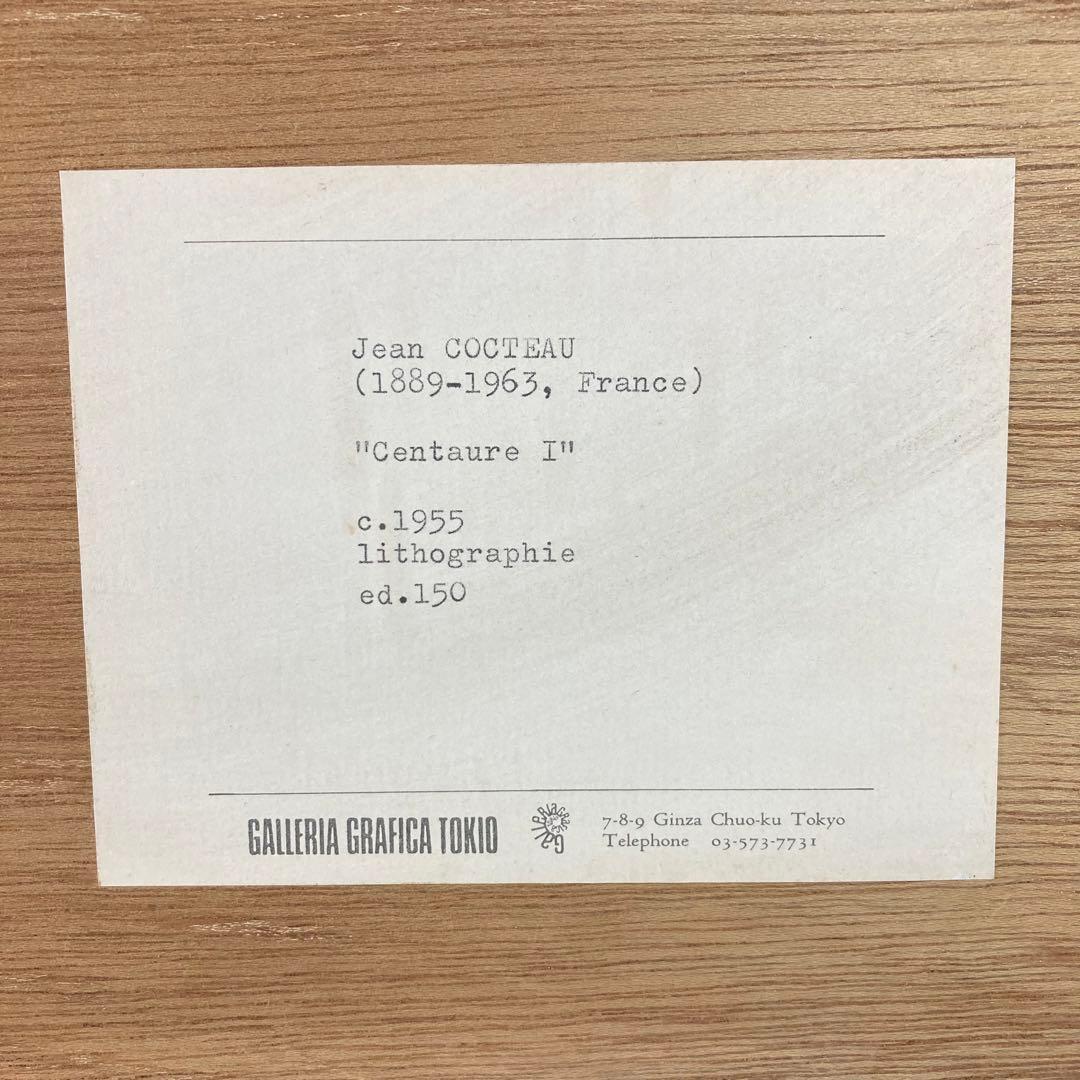 Jean COCTEAU
(1889-1963, France)
"Centaure I"
c.1955
lithographie
ed.150
GALLERIA GRAFICA TOKIO
7-8-9 Ginza Chuo-ku Tokyo
Telephone 03-573-7731